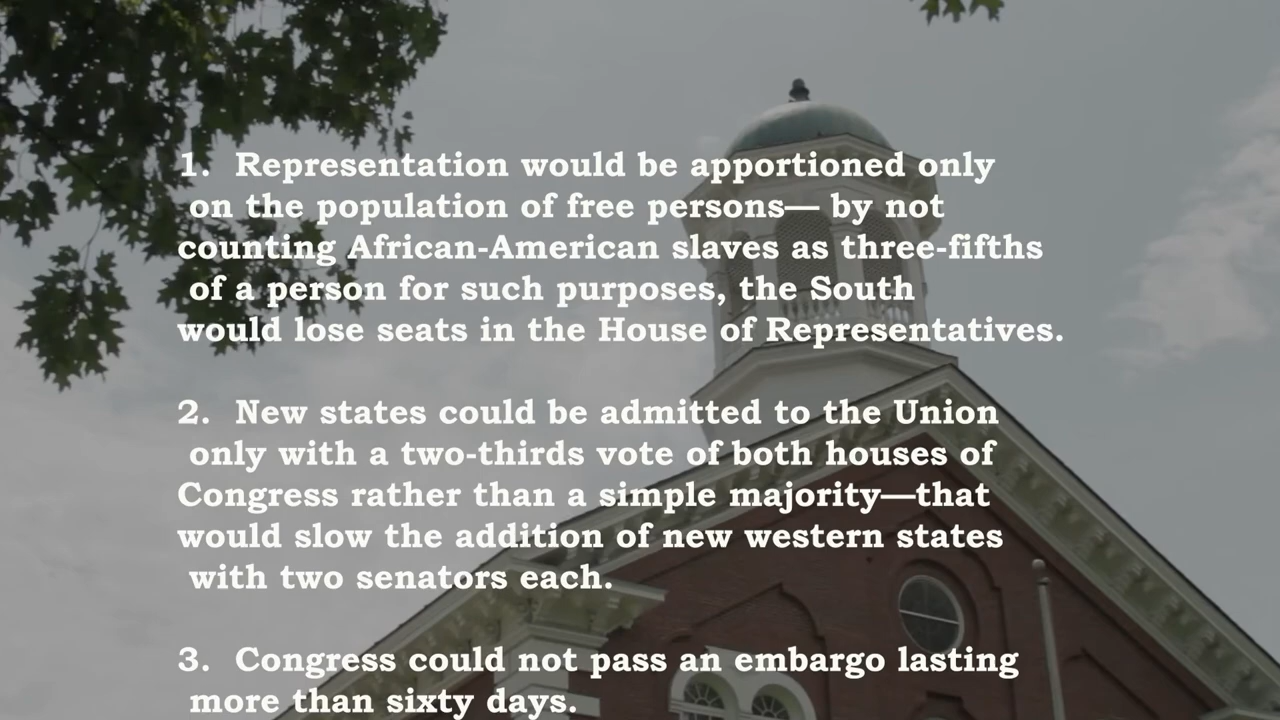 1. Representation would be apportioned only
on the population of free persons— by not
counting African-American slaves as three-fifths
of a person for such purposes, the South
would lose seats in the House of Representatives.
2. New states could be admitted to the Union
only with a two-thirds vote of both houses of
Congress rather than a simple majority—that
would slow the addition of new western states
with two senators each.
3. Congress could not pass an embargo lasting
more than sixty days.